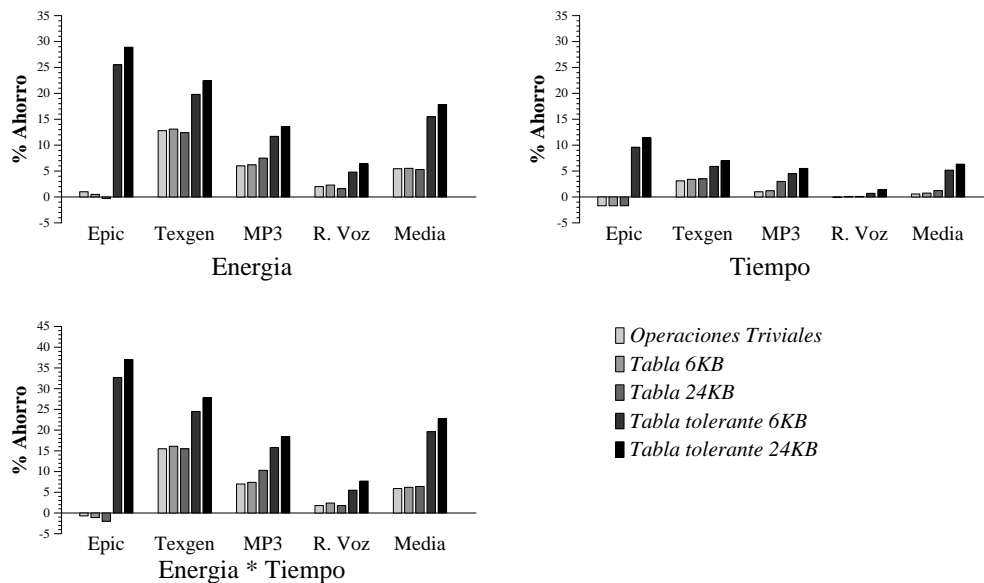 % Ahorro
35
30
25
20
15
10
5
0
-5
Epic Texgen MP3 R. Voz Media
Energia
% Ahorro
35
30
25
20
15
10
5
0
-5
Epic Texgen MP3 R. Voz Media
Tiempo
% Ahorro
45
40
35
30
25
20
15
10
5
0
-5
Epic Texgen MP3 R. Voz Media
Energia * Tiempo
Operaciones Triviales
Tabla 6KB
Tabla 24KB
Tabla tolerante 6KB
Tabla tolerante 24KB